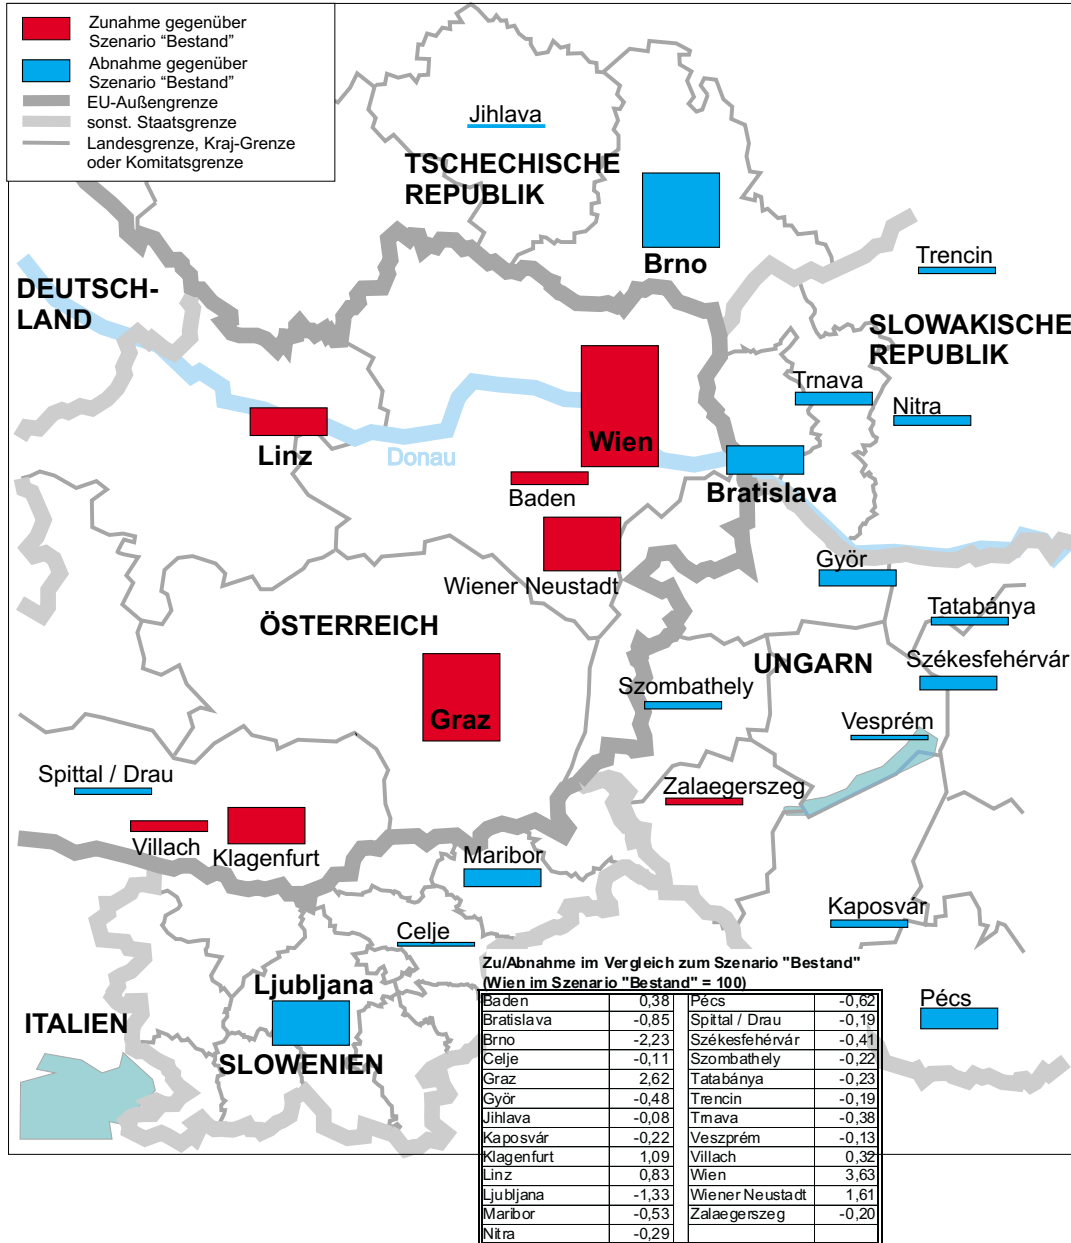 Zunahme gegenüber
Szenario “Bestand”
Abnahme gegenüber
Szenario “Bestand”
EU-Außengrenze
sonst. Staatsgrenze
Landesgrenze, Kraj-Grenze
oder Komitatsgrenze
Jihlava
TSCHECHISCHE
REPUBLIK
Brno
Trencin
DEUTSCH-
LAND
SLOWAKISCHE
REPUBLIK
Trnava
Nitra
Linz
Donau
Wien
Baden
Bratislava
Wiener Neustadt
Györ
Tatabánya
ÖSTERREICH
UNGARN
Székesfehérvár
Szombathely
Graz
Vesprém
Spittal / Drau
Zalaegerszeg
Villach
Klagenfurt
Maribor
Kaposvár
Celje
Ljubljana
Pécs
ITALIEN
SLOWENIEN
Zu/Abnahme im Vergleich zum Szenario "Bestand"
(Wien im Szenario "Bestand" = 100)
Baden 0,38 Pécs -0,62
Bratislava -0,85 Spittal / Drau -0,19
Brno -2,23 Székesfehérvár -0,41
Celje -0,11 Szombathely -0,22
Graz 2,62 Tatabánya -0,23
Györ -0,48 Trencin -0,19
Jihlava -0,08 Trnava -0,38
Kaposvár -0,22 Veszprém -0,13
Klagenfurt 1,09 Villach 0,32
Linz 0,83 Wien 3,63
Ljubljana -1,33 Wiener Neustadt 1,61
Maribor -0,53 Zalaegerszeg -0,20
Nitra -0,29